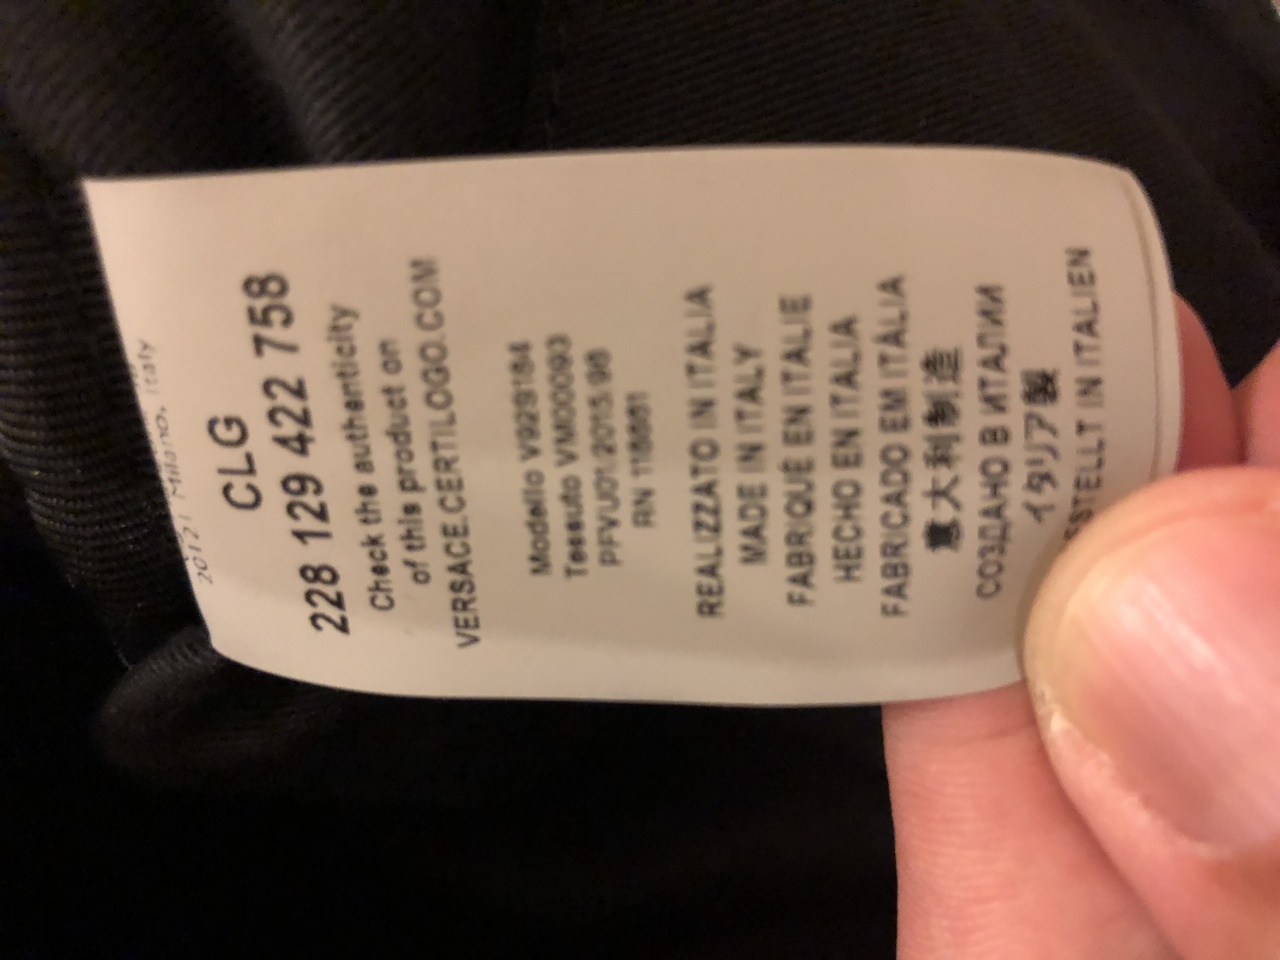 20121 Milano, Italy
CLG
228 129 422 758
Check the authenticity
of this product on
VERSACE.CERTILOGO.COM
Modello V929184
Tessuto VM00093
PFVU01.2015.98
RN 118651
REALIZZATO IN ITALIA
MADE IN ITALY
FABRIQUÉ EN ITALIE
HECHO EN ITALIA
FABRICADO EM ITÁLIA
意大利制造
СОЗДАНО В ИТАЛИИ
イタリア製
IN ITALIEN